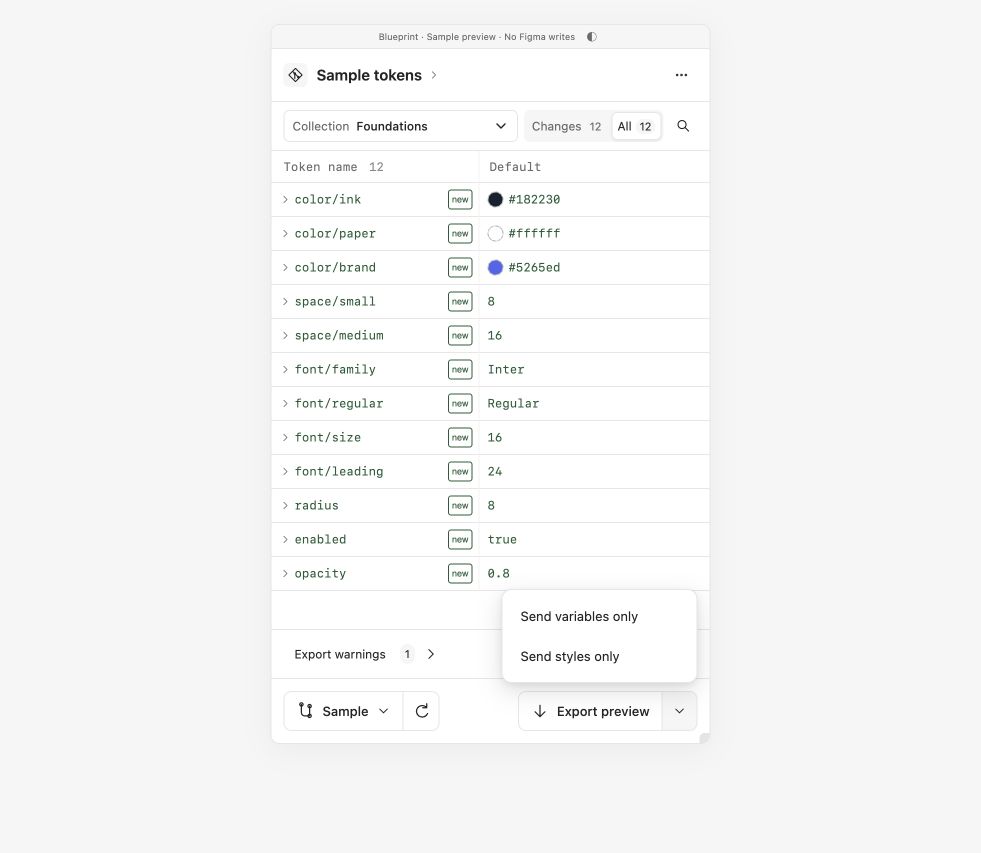 Blueprint · Sample preview · No Figma writes
Sample tokens
Collection Foundations
Changes 12 All 12
Token name 12 Default
color/ink new #182230
color/paper new #ffffff
color/brand new #5265ed
space/small new 8
space/medium new 16
font/family new Inter
font/regular new Regular
font/size new 16
font/leading new 24
radius new 8
enabled new true
opacity new 0.8
Send variables only
Send styles only
Export warnings 1
Sample
Export preview